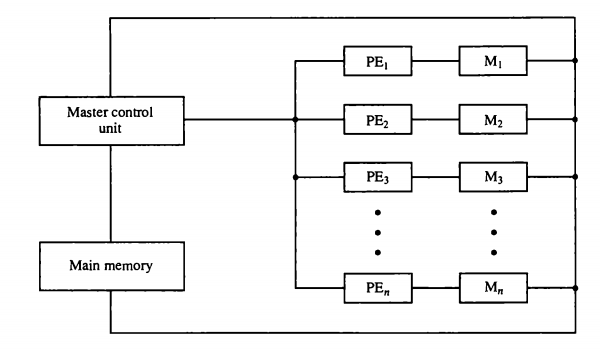 PE₁ M₁
Master control
unit
PE₂ M₂
PE₃ M₃
Main memory
PEₙ Mₙ